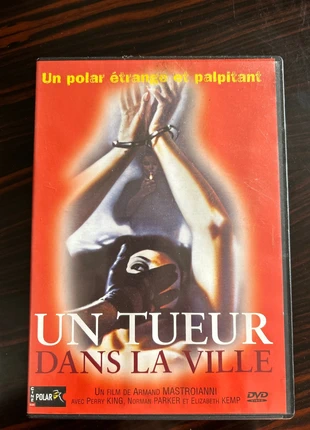 Un polar étrange et palpitant
UN TUEUR
DANS LA VILLE
UN FILM DE ARMAND MASTROIANNI
AVEC PERRY KING, NORMAN PARKER ET ELIZABETH KEMP
CINE
POLAR
DVD